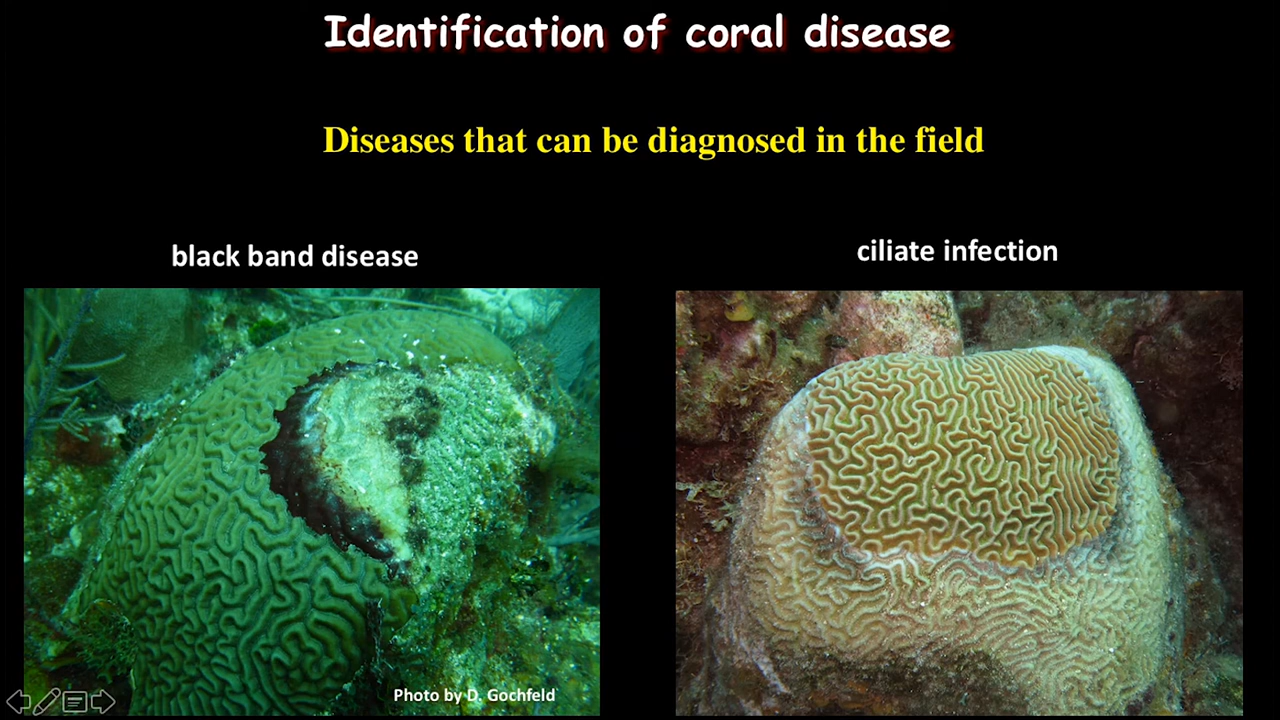 Identification of coral disease
Diseases that can be diagnosed in the field
black band disease
ciliate infection
Photo by D. Gochfeld